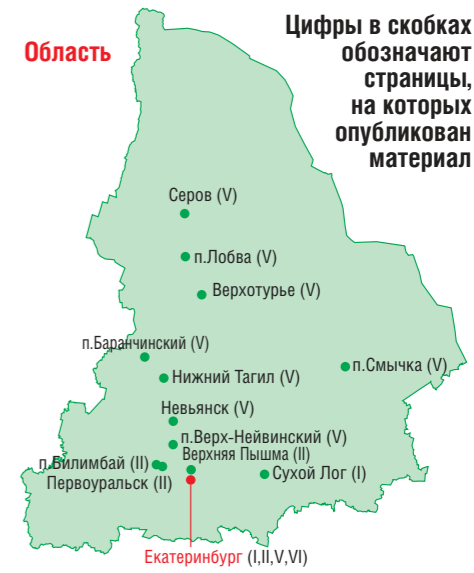 Область
Цифры в скобках
обозначают
страницы,
на которых
опубликован
материал
Серов (V)
п.Лобва (V)
Верхотурье (V)
п.Баранчинский (V)
п.Смычка (V)
Нижний Тагил (V)
Невьянск (V)
п.Верх-Нейвинский (V)
Верхняя Пышма (II)
п.Билимбай (II)
Сухой Лог (I)
Первоуральск (II)
Екатеринбург (I,II,V,VI)